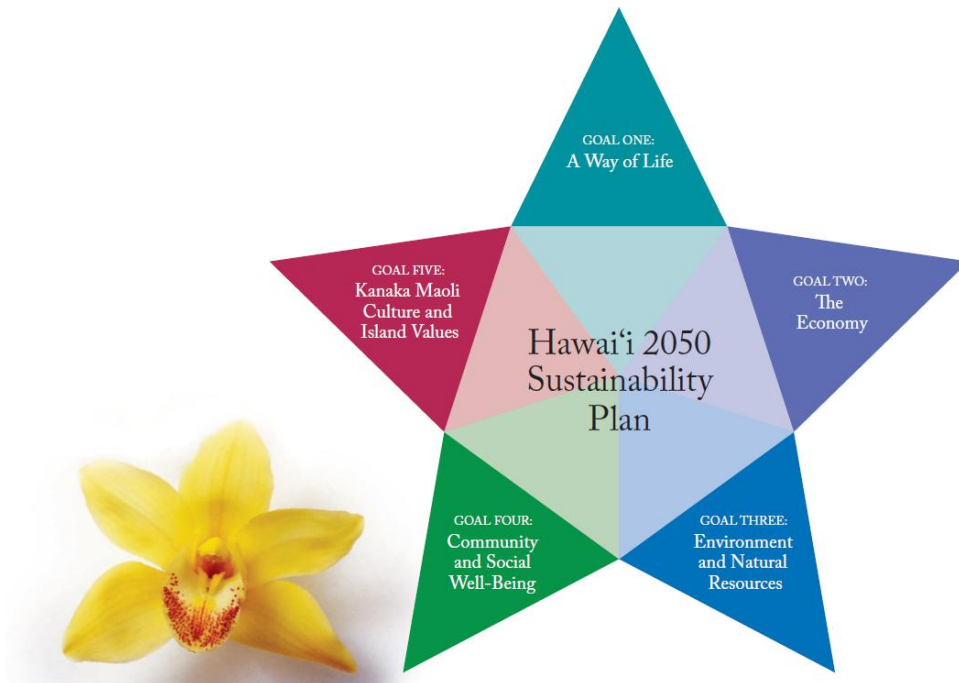 GOAL ONE:
A Way of Life
GOAL TWO:
The
Economy
GOAL THREE:
Environment
and Natural
Resources
GOAL FOUR:
Community
and Social
Well-Being
GOAL FIVE:
Kanaka Maoli
Culture and
Island Values
Hawai‘i 2050
Sustainability
Plan